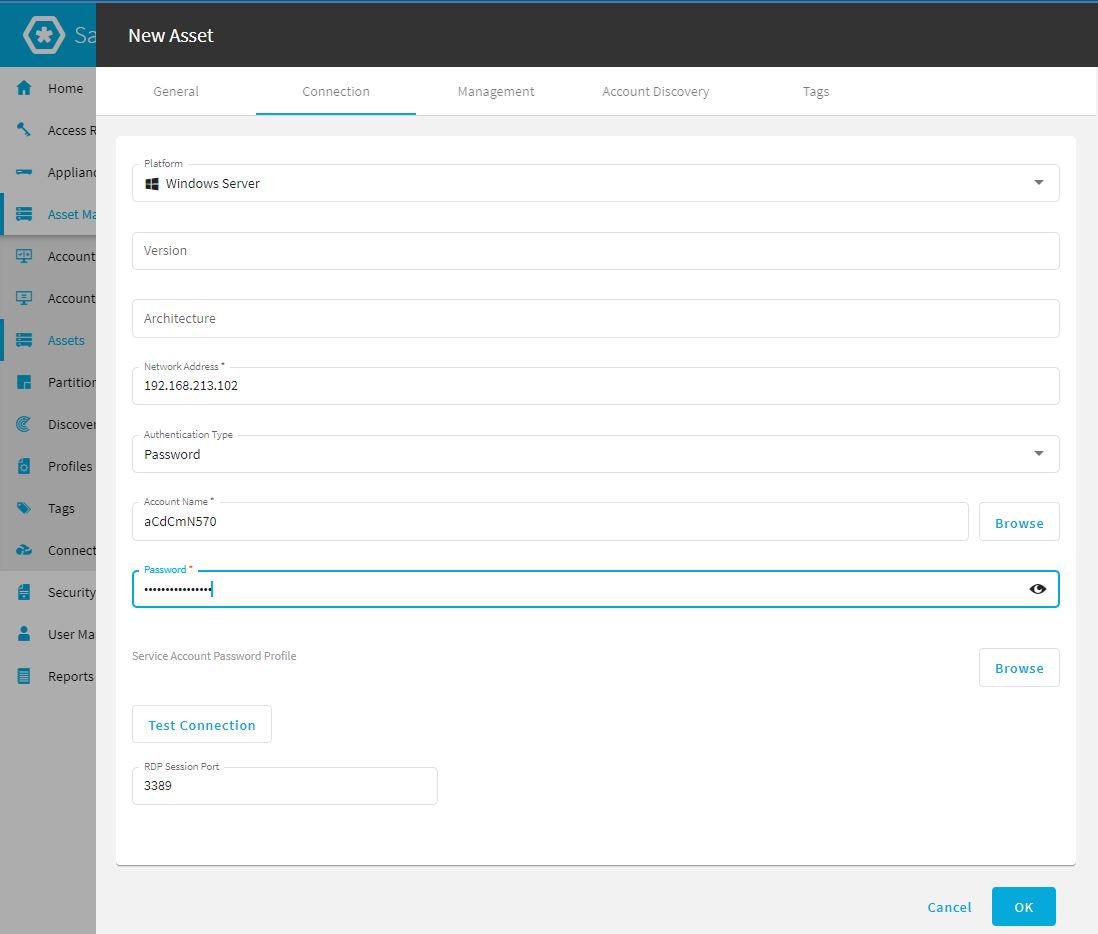 Sa
New Asset
Home
Access R
Applianc
Asset Ma
Account
Account
Assets
Partition
Discover
Profiles
Tags
Connect
Security
User Ma
Reports
General
Connection
Management
Account Discovery
Tags
Platform
Windows Server
Version
Architecture
Network Address *
192.168.213.102
Authentication Type
Password
Account Name *
aCdCmN570
Browse
Password *
Service Account Password Profile
Browse
Test Connection
RDP Session Port
3389
Cancel
OK